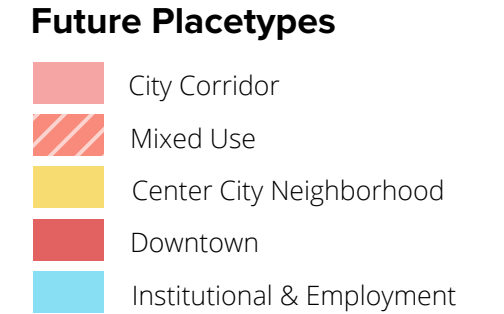 Future Placetypes
City Corridor
Mixed Use
Center City Neighborhood
Downtown
Institutional & Employment